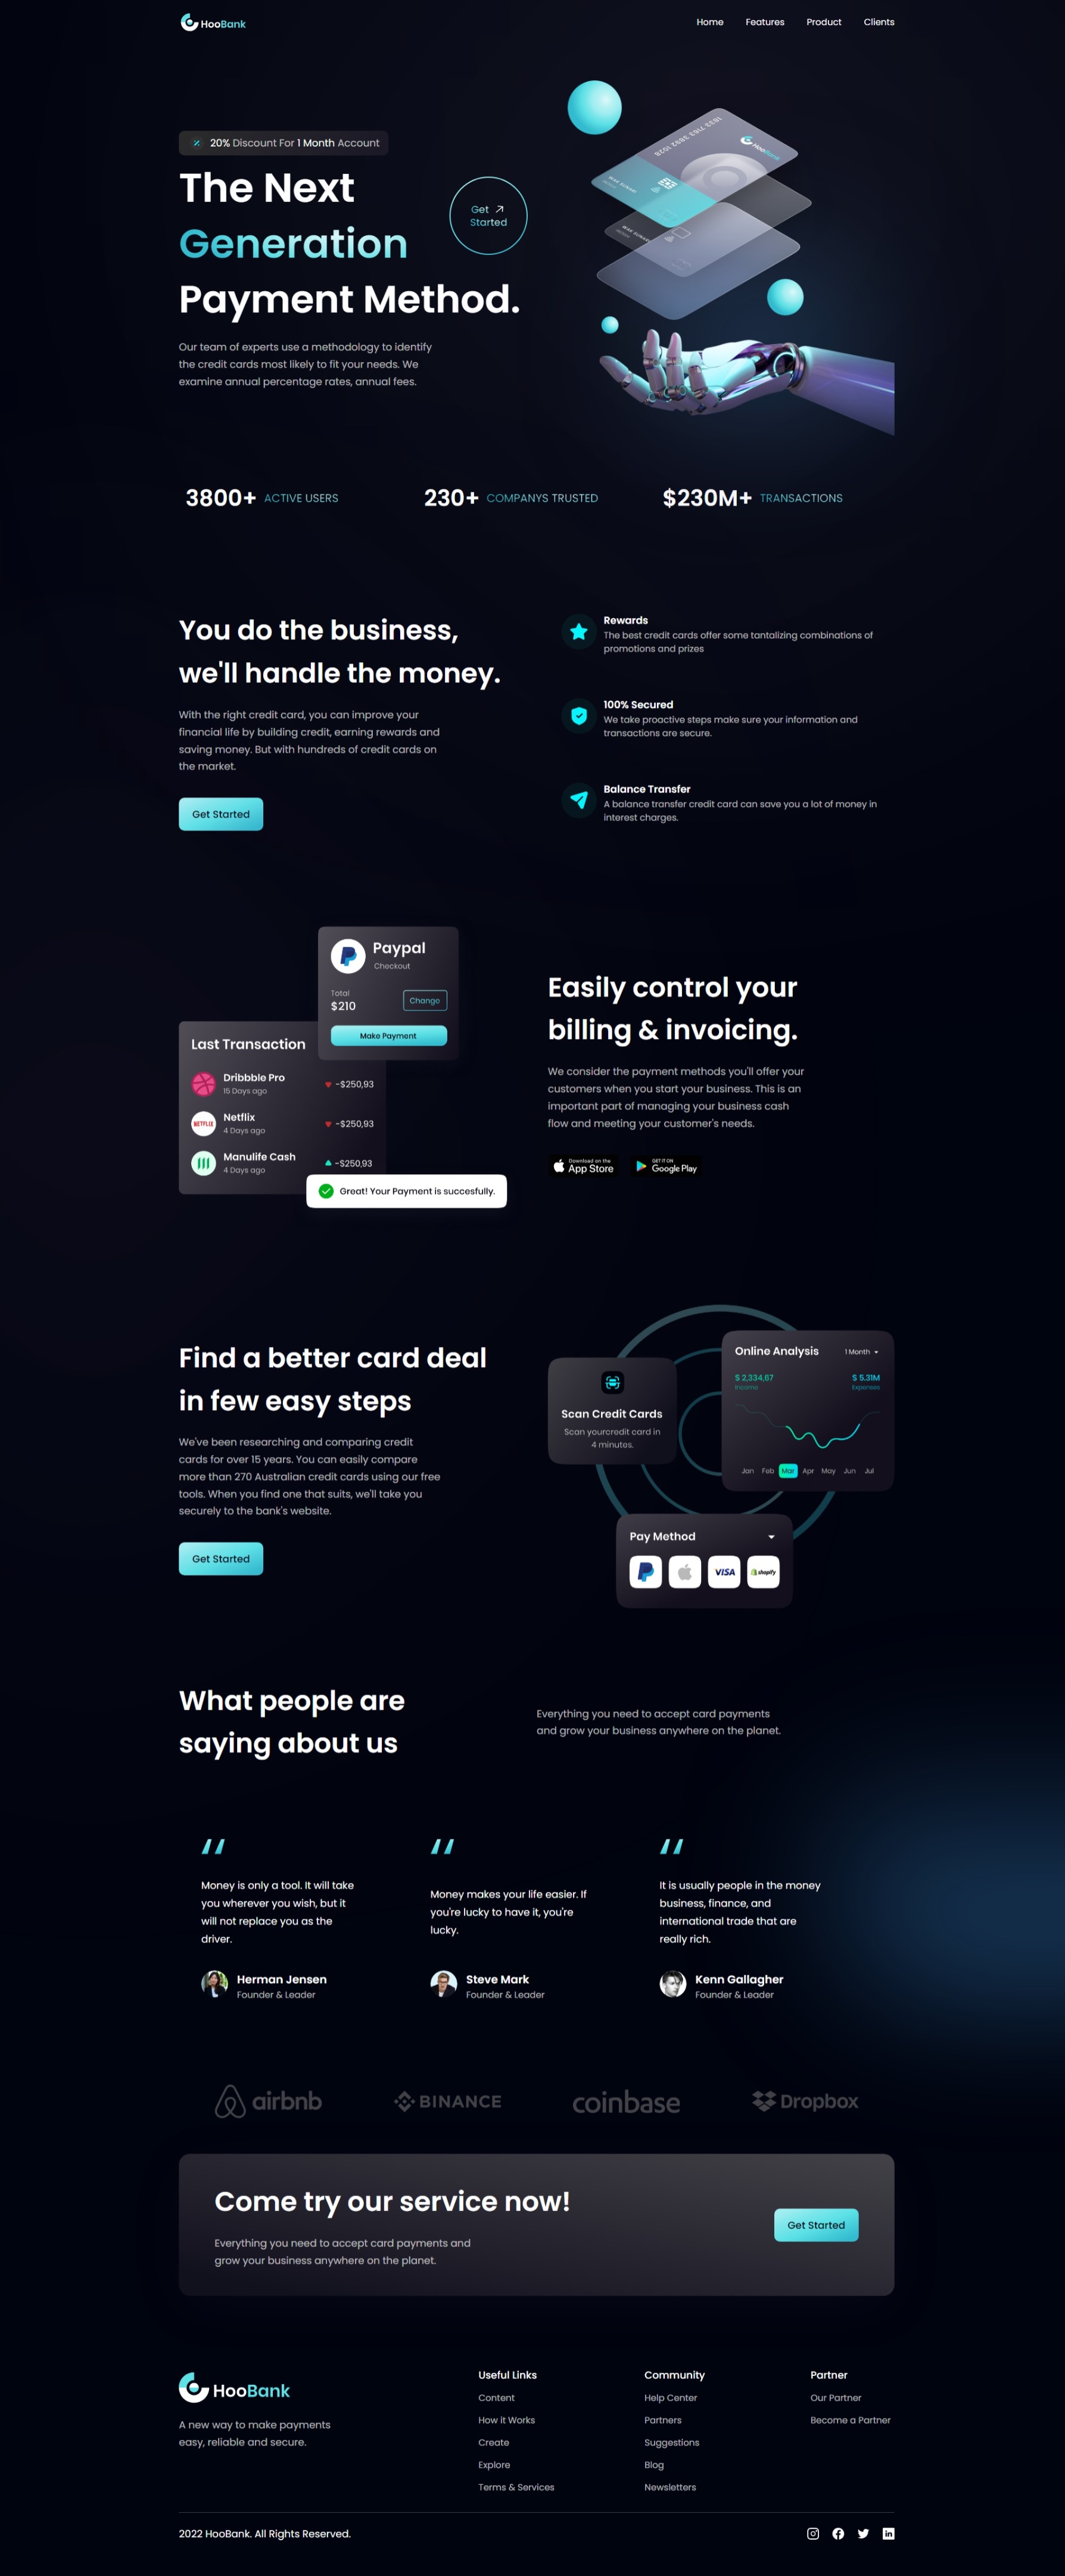 HooBank
Home Features Product Clients
20% Discount For 1 Month Account
The Next
Generation
Payment Method.
Get
Started
Our team of experts use a methodology to identify
the credit cards most likely to fit your needs. We
examine annual percentage rates, annual fees.
HooBank
3800+ ACTIVE USERS
230+ COMPANYS TRUSTED
$230M+ TRANSACTIONS
You do the business,
we'll handle the money.
With the right credit card, you can improve your
financial life by building credit, earning rewards and
saving money. But with hundreds of credit cards on
the market.
Get Started
Rewards
The best credit cards offer some tantalizing combinations of
promotions and prizes
100% Secured
We take proactive steps make sure your information and
transactions are secure.
Balance Transfer
A balance transfer credit card can save you a lot of money in
interest charges.
Paypal
Checkout
Total
$210
Change
Make Payment
Last Transaction
Dribbble Pro
15 Days ago
-$250,93
NETFLIX
Netflix
4 Days ago
-$250,93
Manulife Cash
4 Days ago
-$250,93
Great! Your Payment is succesfully.
Easily control your
billing & invoicing.
We consider the payment methods you'll offer your
customers when you start your business. This is an
important part of managing your business cash
flow and meeting your customer's needs.
Download on the
App Store
GET IT ON
Google Play
Find a better card deal
in few easy steps
We've been researching and comparing credit
cards for over 15 years. You can easily compare
more than 270 Australian credit cards using our free
tools. When you find one that suits, we'll take you
securely to the bank's website.
Get Started
Scan Credit Cards
Scan yourcredit card in
4 minutes.
Online Analysis
1 Month
$ 2,334,67
Income
$ 5.31M
Expenses
Jan Feb Mar Apr May Jun Jul
Pay Method
VISA
shopify
What people are
saying about us
Everything you need to accept card payments
and grow your business anywhere on the planet.
“
Money is only a tool. It will take
you wherever you wish, but it
will not replace you as the
driver.
Herman Jensen
Founder & Leader
“
Money makes your life easier. If
you're lucky to have it, you're
lucky.
Steve Mark
Founder & Leader
“
It is usually people in the money
business, finance, and
international trade that are
really rich.
Kenn Gallagher
Founder & Leader
airbnb
BINANCE
coinbase
Dropbox
Come try our service now!
Everything you need to accept card payments and
grow your business anywhere on the planet.
Get Started
HooBank
A new way to make payments
easy, reliable and secure.
Useful Links
Content
How it Works
Create
Explore
Terms & Services
Community
Help Center
Partners
Suggestions
Blog
Newsletters
Partner
Our Partner
Become a Partner
2022 HooBank. All Rights Reserved.